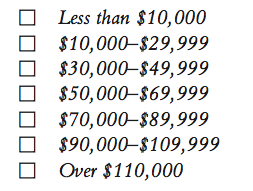 ☐ Less than $10,000
☐ $10,000–$29,999
☐ $30,000–$49,999
☐ $50,000–$69,999
☐ $70,000–$89,999
☐ $90,000–$109,999
☐ Over $110,000